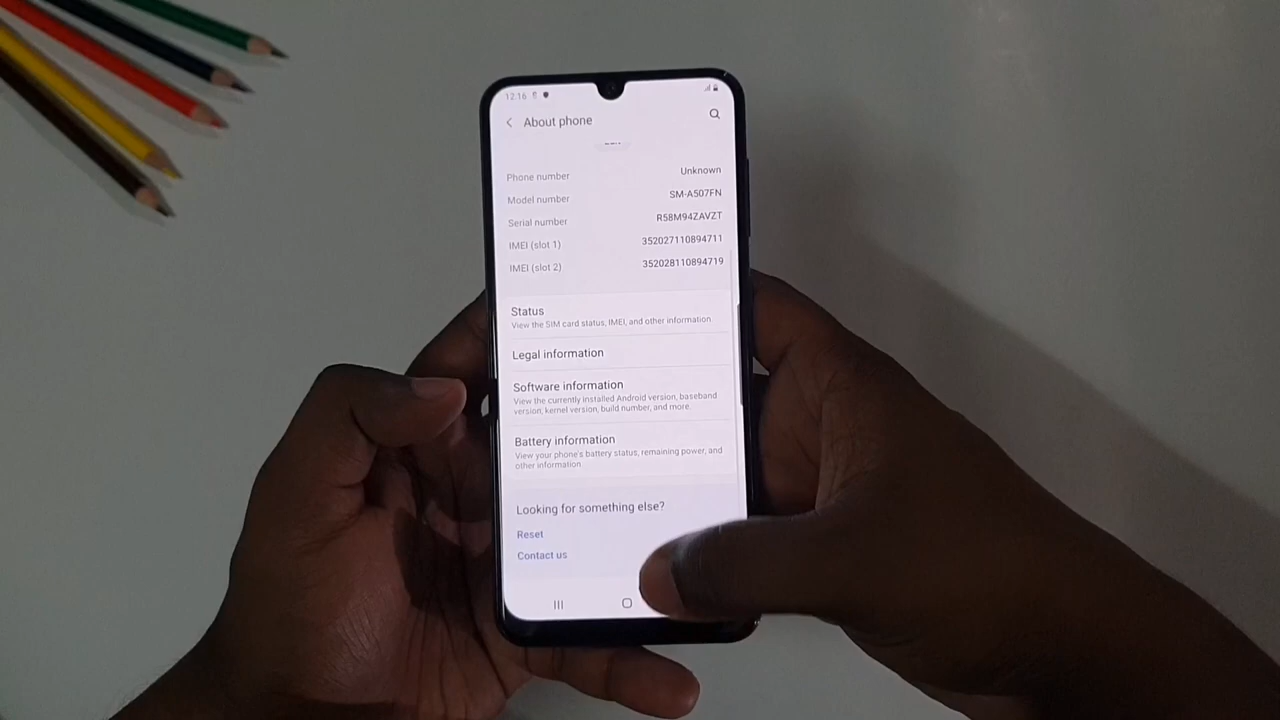 12:16
About phone
Phone number Unknown
Model number SM-A507FN
Serial number R58M94ZAVZT
IMEI (slot 1) 352027110894711
IMEI (slot 2) 352028110894719
Status
View the SIM card status, IMEI, and other information.
Legal information
Software information
View the currently installed Android version, baseband
version, kernel version, build number, and more.
Battery information
View your phone's battery status, remaining power, and
other information.
Looking for something else?
Reset
Contact us